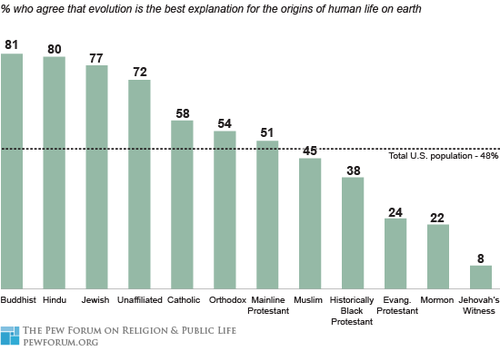 % who agree that evolution is the best explanation for the origins of human life on earth
81
80
77
72
58
54
51
45
38
24
22
8
Total U.S. population - 48%
Buddhist
Hindu
Jewish
Unaffiliated
Catholic
Orthodox
Mainline
Protestant
Muslim
Historically
Black
Protestant
Evang.
Protestant
Mormon
Jehovah's
Witness
The Pew Forum on Religion & Public Life
pewforum.org